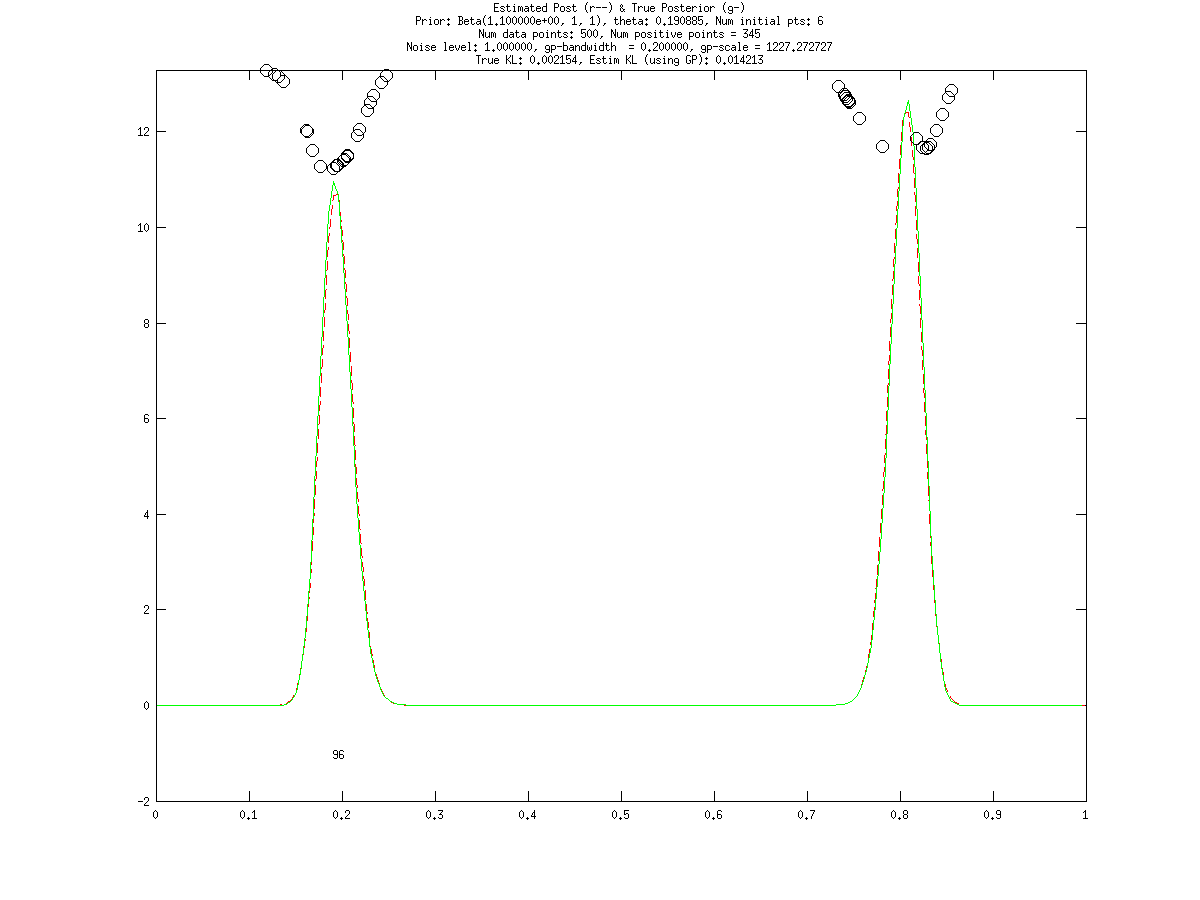 Estimated Post (r--) & True Posterior (g-)
Prior: Beta(1.100000e+00, 1, 1), theta: 0.190885, Num initial pts: 6
Num data points: 500, Num positive points = 345
Noise level: 1.000000, gp-bandwidth  = 0.200000, gp-scale = 1227.272727
True KL: 0.002154, Estim KL (using GP): 0.014213
12
10
8
6
4
2
0
96
-2
0 0.1 0.2 0.3 0.4 0.5 0.6 0.7 0.8 0.9 1